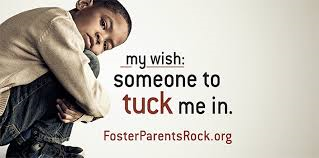 my wish:
someone to
tuck me in.
FosterParentsRock.org